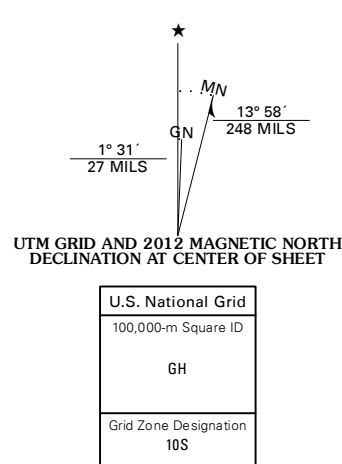 ★
MN
GN
13° 58´
248 MILS
1° 31´
27 MILS
UTM GRID AND 2012 MAGNETIC NORTH
DECLINATION AT CENTER OF SHEET
U.S. National Grid
100,000-m Square ID
GH
Grid Zone Designation
10S